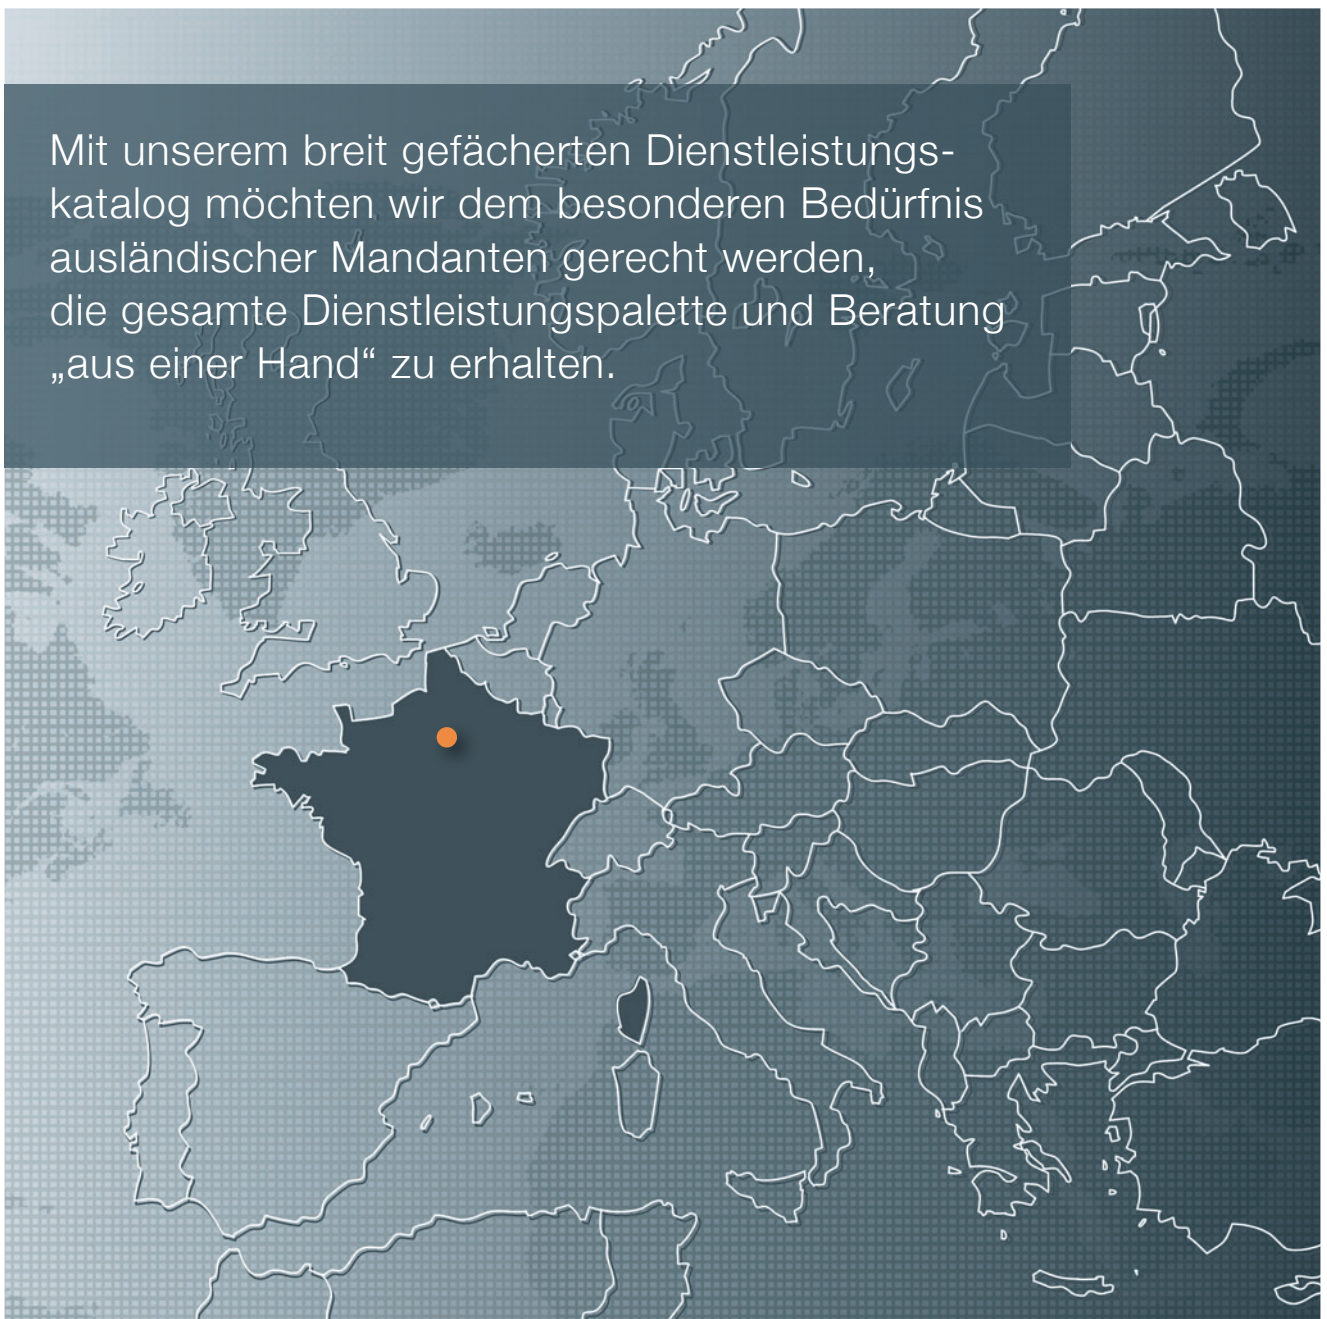 Mit unserem breit gefächerten Dienstleistungs-
katalog möchten wir dem besonderen Bedürfnis
ausländischer Mandanten gerecht werden,
die gesamte Dienstleistungspalette und Beratung
„aus einer Hand“ zu erhalten.